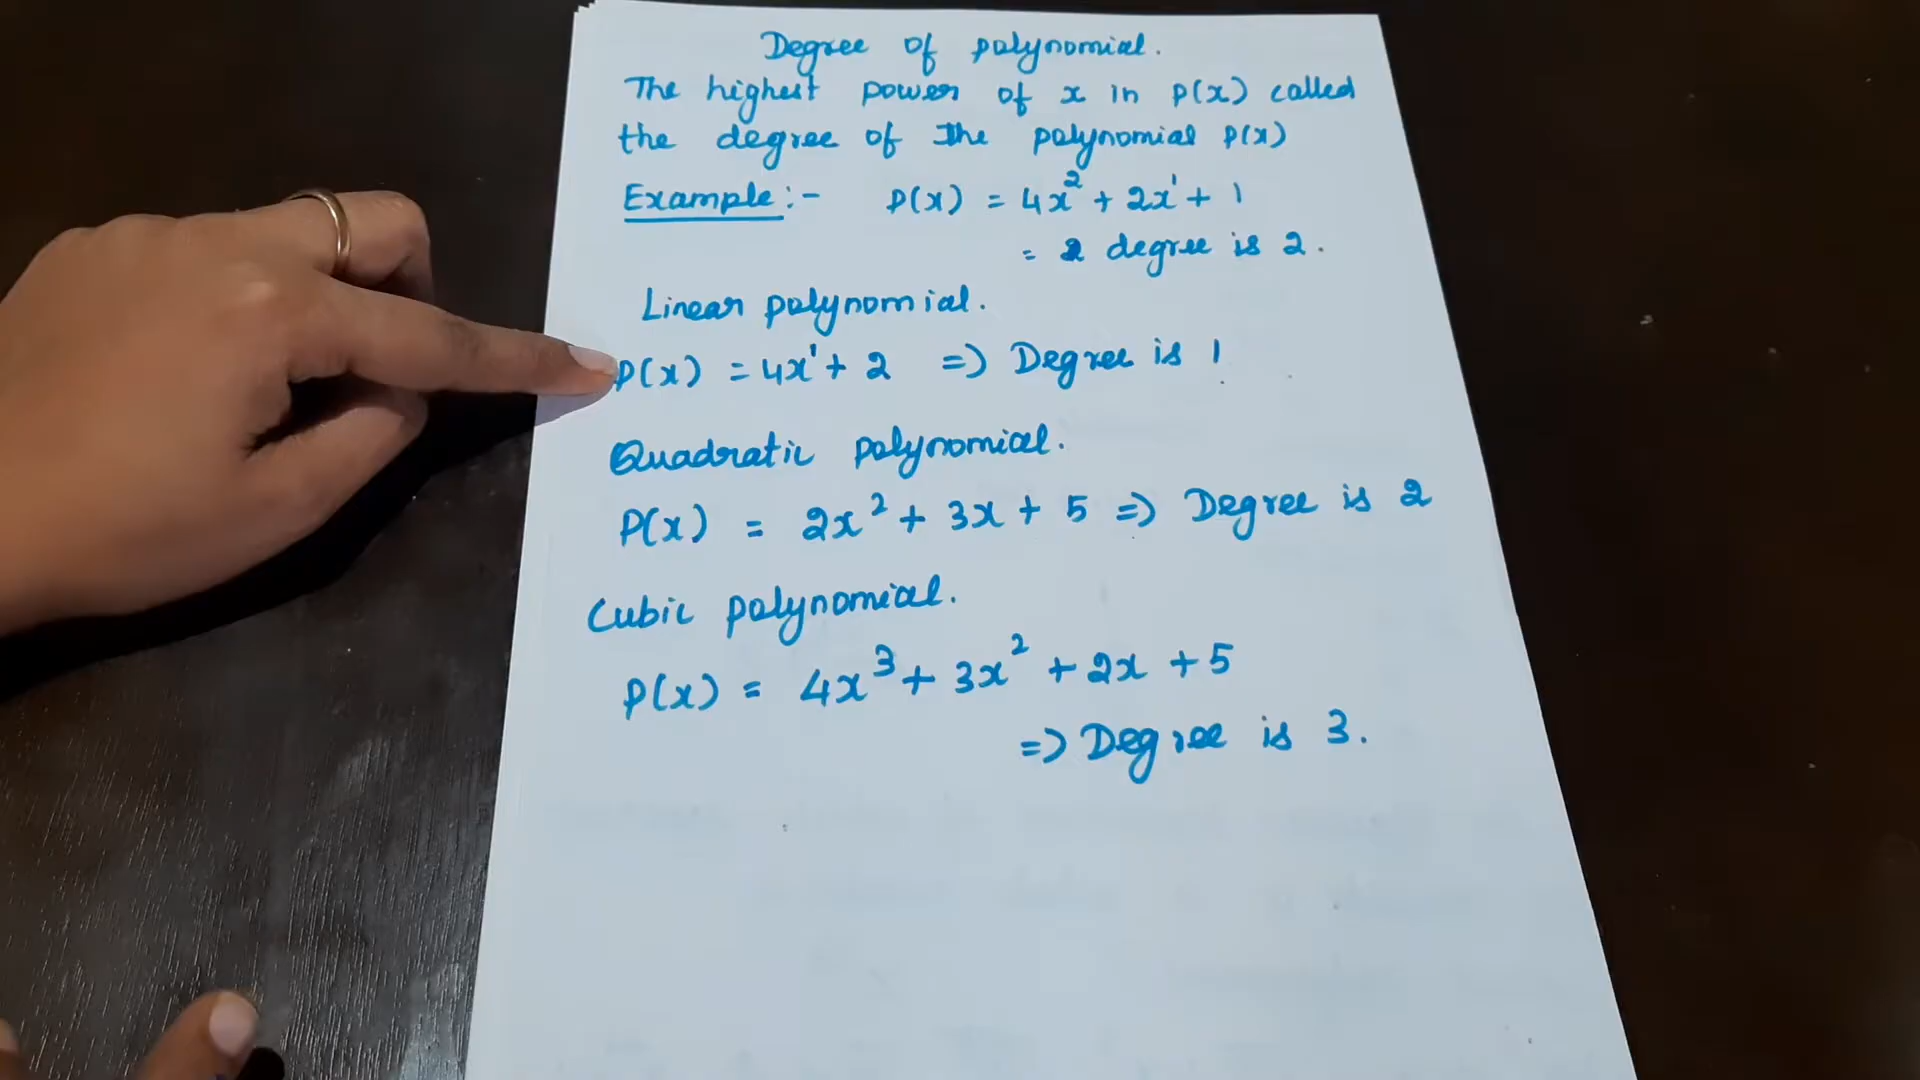 Degree of polynomial.
The highest power of x in p(x) called
the degree of the polynomial p(x)
Example:- p(x) = 4x² + 2x¹ + 1
= 2 degree is 2.
Linear polynomial.
p(x) = 4x¹ + 2 => Degree is 1
Quadratic polynomial.
P(x) = 2x² + 3x + 5 => Degree is 2
Cubic polynomial.
p(x) = 4x³ + 3x² + 2x + 5
=> Degree is 3.